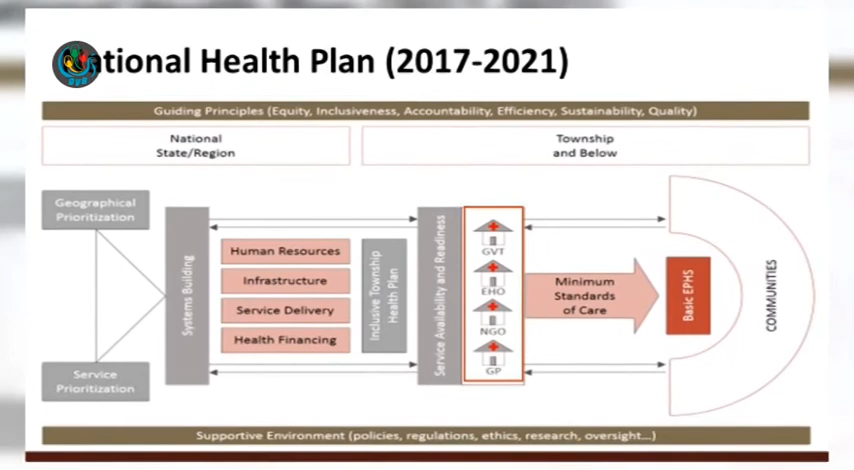 ational Health Plan (2017-2021)
Guiding Principles (Equity, Inclusiveness, Accountability, Efficiency, Sustainability, Quality)
National
State/Region
Township
and Below
Geographical
Prioritization
Service
Prioritization
Systems Building
Human Resources
Infrastructure
Service Delivery
Health Financing
Inclusive Township
Health Plan
Service Availability and Readiness
GVT
EHO
NGO
GP
Minimum
Standards
of Care
Basic EPHS
COMMUNITIES
Supportive Environment (policies, regulations, ethics, research, oversight...)